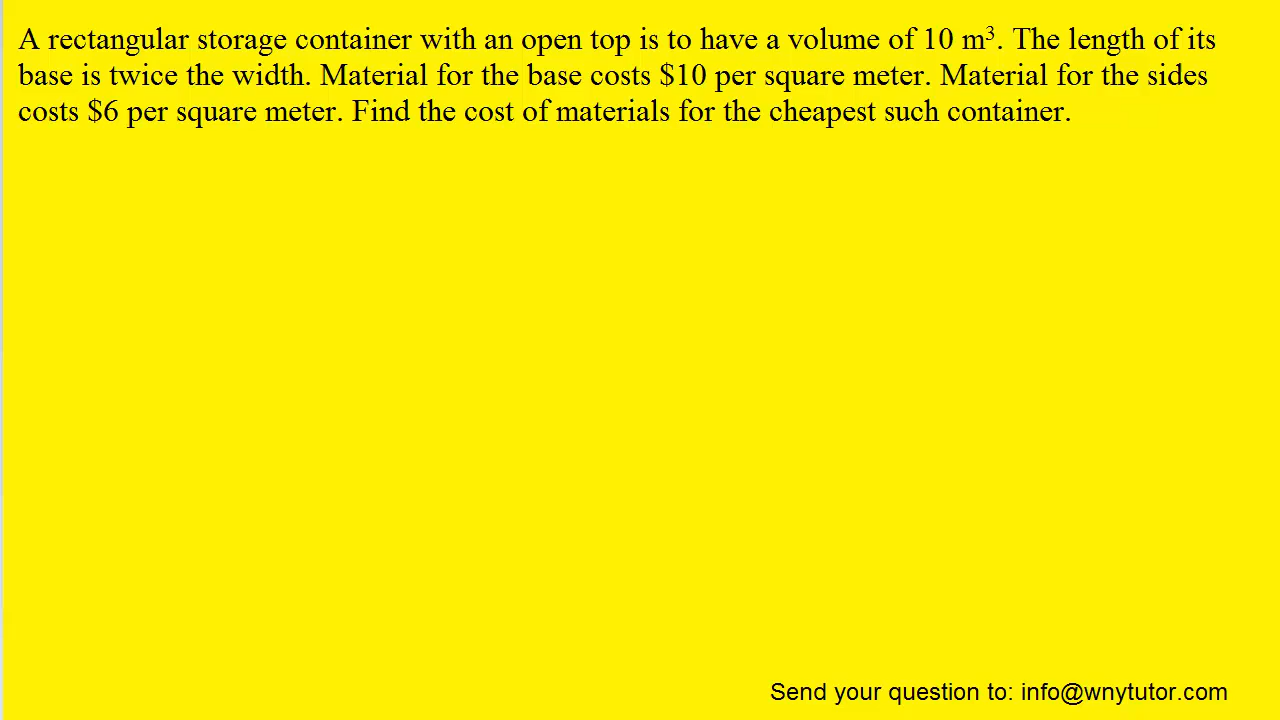 A rectangular storage container with an open top is to have a volume of 10 m³. The length of its
base is twice the width. Material for the base costs $10 per square meter. Material for the sides
costs $6 per square meter. Find the cost of materials for the cheapest such container.
Send your question to: info@wnytutor.com